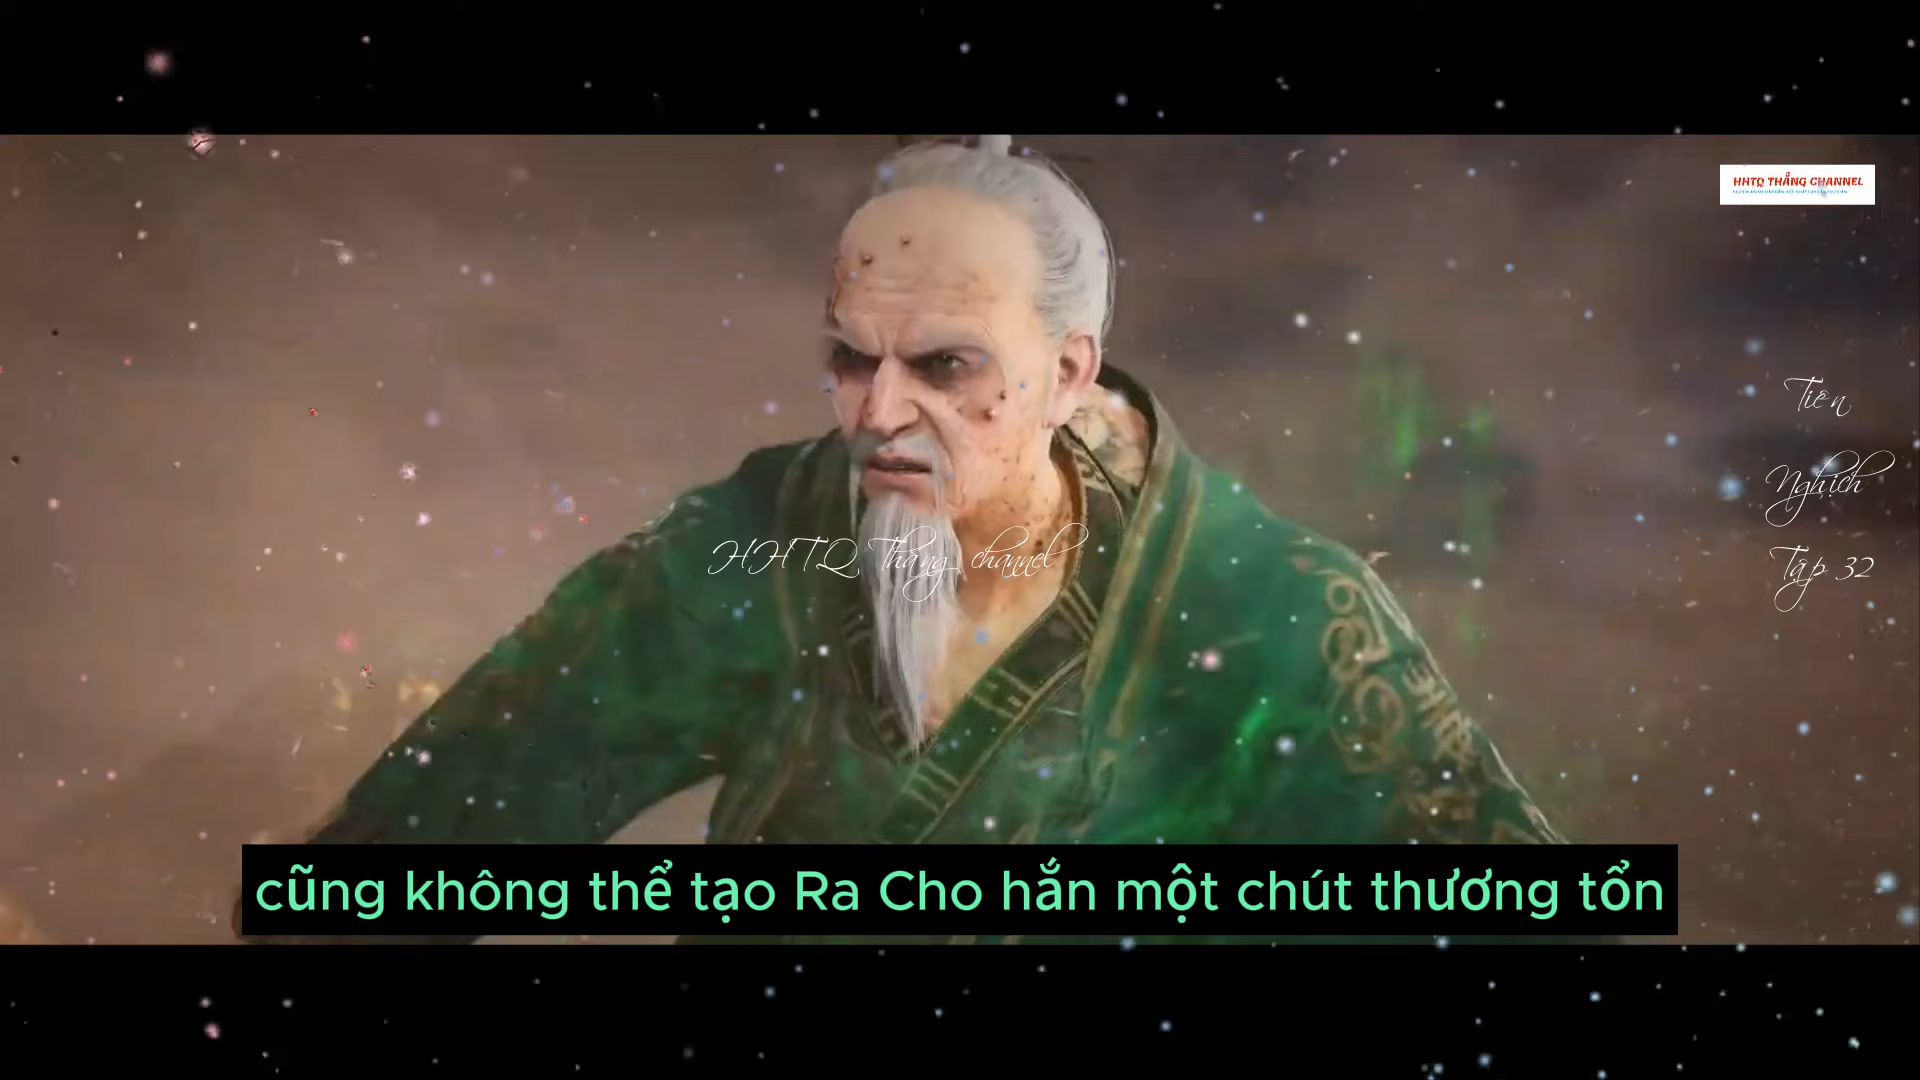 HHTQ THẮNG CHANNEL
Tiên
Nghịch
Tập 32
HHTQ Thắng channel
cũng không thể tạo Ra Cho hắn một chút thương tổn